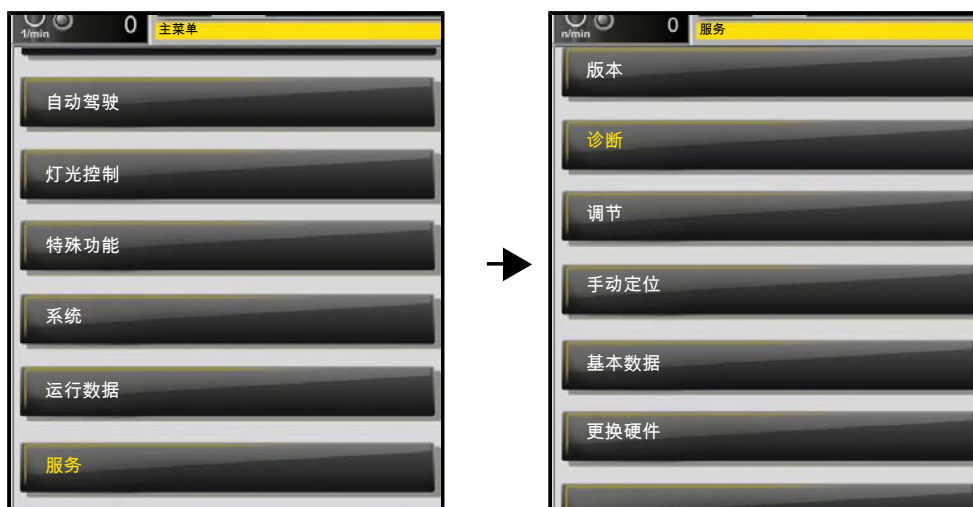 1/min 0 主菜单
自动驾驶
灯光控制
特殊功能
系统
运行数据
服务
n/min 0 服务
版本
诊断
调节
手动定位
基本数据
更换硬件